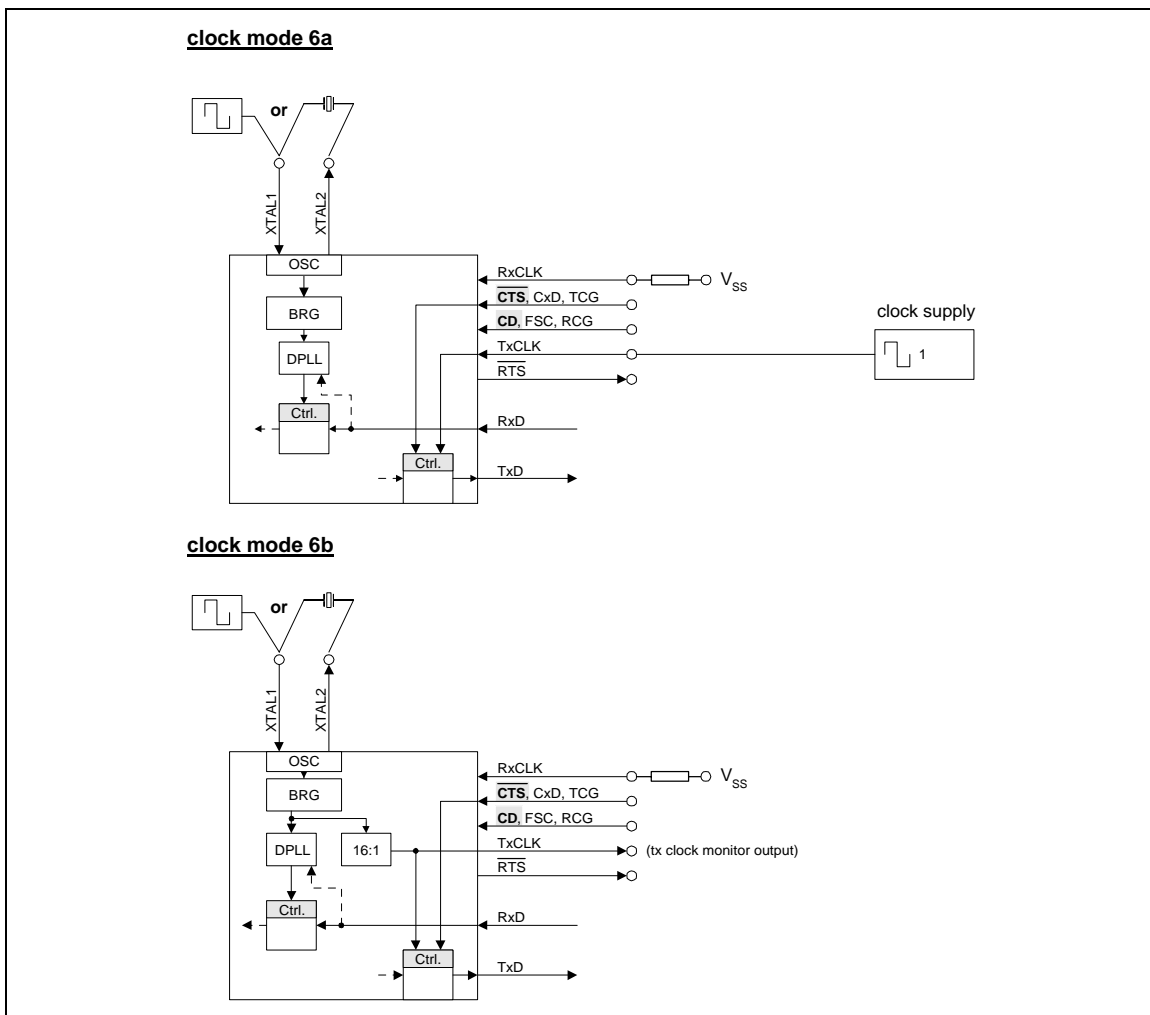 clock mode 6a
or
XTAL1
XTAL2
OSC
RxCLK
VSS
CTS, CxD, TCG
BRG
CD, FSC, RCG
clock supply
TxCLK
1
DPLL
RTS
Ctrl.
RxD
Ctrl.
TxD
clock mode 6b
or
XTAL1
XTAL2
OSC
RxCLK
VSS
BRG
CTS, CxD, TCG
CD, FSC, RCG
DPLL
16:1
TxCLK
(tx clock monitor output)
RTS
Ctrl.
RxD
Ctrl.
TxD